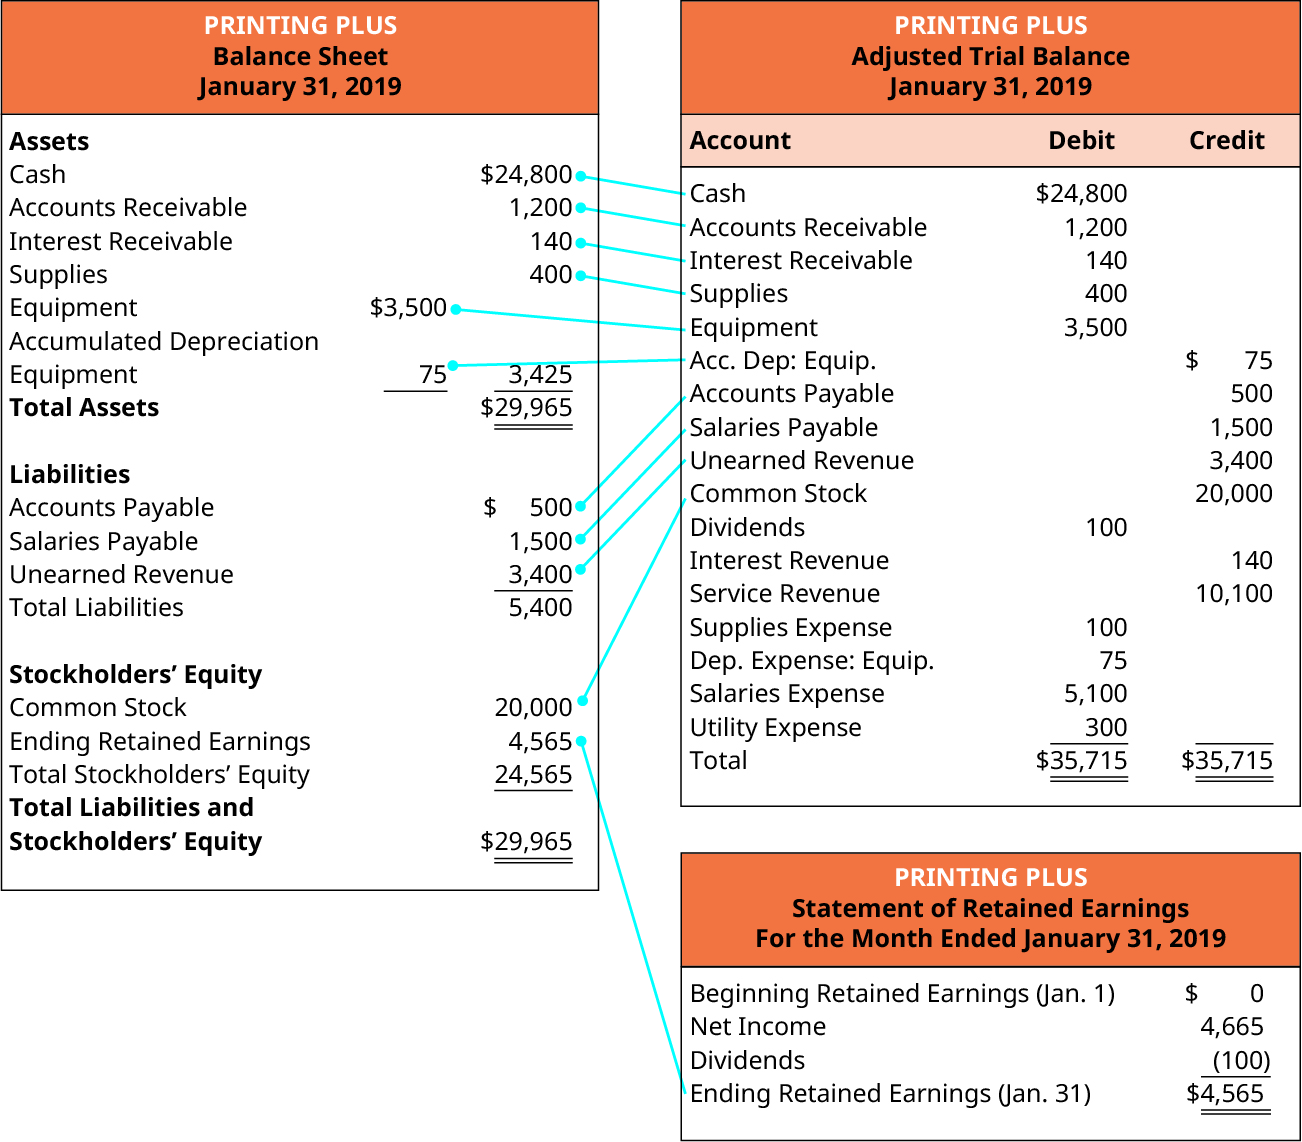 PRINTING PLUS
Balance Sheet
January 31, 2019
Assets
Cash $24,800
Accounts Receivable 1,200
Interest Receivable 140
Supplies 400
Equipment $3,500
Accumulated Depreciation
Equipment 75 3,425
Total Assets $29,965
Liabilities
Accounts Payable $ 500
Salaries Payable 1,500
Unearned Revenue 3,400
Total Liabilities 5,400
Stockholders’ Equity
Common Stock 20,000
Ending Retained Earnings 4,565
Total Stockholders’ Equity 24,565
Total Liabilities and
Stockholders’ Equity $29,965
PRINTING PLUS
Adjusted Trial Balance
January 31, 2019
Account Debit Credit
Cash $24,800
Accounts Receivable 1,200
Interest Receivable 140
Supplies 400
Equipment 3,500
Acc. Dep: Equip. $ 75
Accounts Payable 500
Salaries Payable 1,500
Unearned Revenue 3,400
Common Stock 20,000
Dividends 100
Interest Revenue 140
Service Revenue 10,100
Supplies Expense 100
Dep. Expense: Equip. 75
Salaries Expense 5,100
Utility Expense 300
Total $35,715 $35,715
PRINTING PLUS
Statement of Retained Earnings
For the Month Ended January 31, 2019
Beginning Retained Earnings (Jan. 1) $ 0
Net Income 4,665
Dividends (100)
Ending Retained Earnings (Jan. 31) $4,565